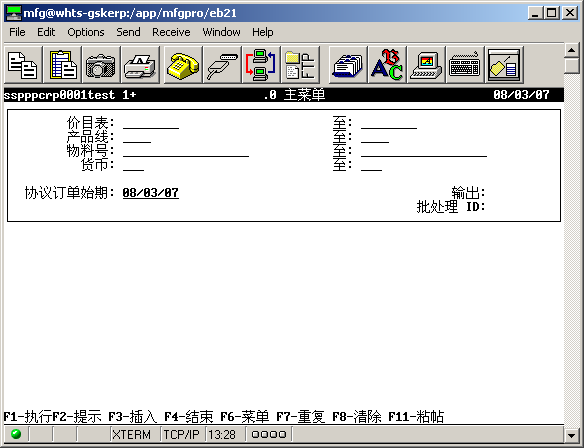 mfg@whts-gskerp:/app/mfgpro/eb21
File Edit Options Send Receive Window Help
sspppcrp0001test 1+ .0 主菜单 08/03/07
价目表: 至:
产品线: 至:
物料号: 至:
货币: 至:
协议订单始期: 08/03/07 输出:
批处理 ID:
F1-执行F2-提示 F3-插入 F4-结束 F6-菜单 F7-重复 F8-清除 F11-粘帖
XTERM TCP/IP 13:28